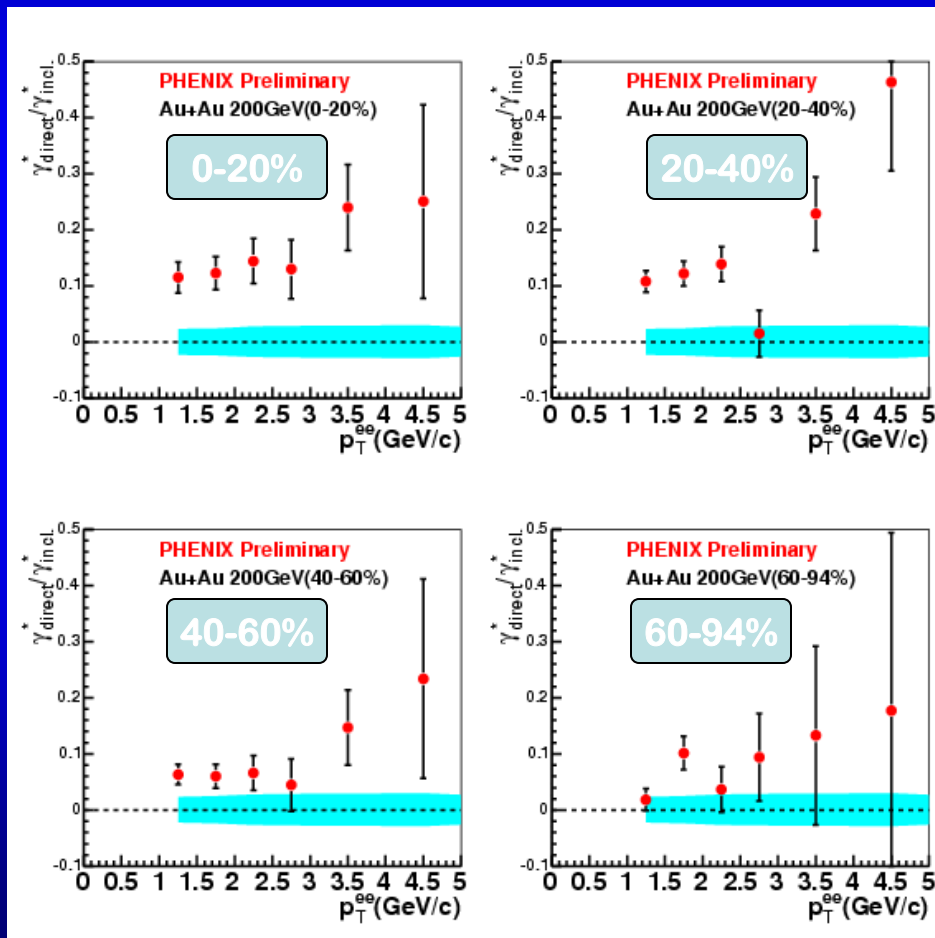 0.5
0.4
0.3
0.2
0.1
0
-0.1
γ*direct/γ*incl.
PHENIX Preliminary
Au+Au 200GeV(0-20%)
0-20%
0 0.5 1 1.5 2 2.5 3 3.5 4 4.5 5
pTee(GeV/c)
0.5
0.4
0.3
0.2
0.1
0
-0.1
γ*direct/γ*incl.
PHENIX Preliminary
Au+Au 200GeV(20-40%)
20-40%
0 0.5 1 1.5 2 2.5 3 3.5 4 4.5 5
pTee(GeV/c)
0.5
0.4
0.3
0.2
0.1
0
-0.1
γ*direct/γ*incl.
PHENIX Preliminary
Au+Au 200GeV(40-60%)
40-60%
0 0.5 1 1.5 2 2.5 3 3.5 4 4.5 5
pTee(GeV/c)
0.5
0.4
0.3
0.2
0.1
0
-0.1
γ*direct/γ*incl.
PHENIX Preliminary
Au+Au 200GeV(60-94%)
60-94%
0 0.5 1 1.5 2 2.5 3 3.5 4 4.5 5
pTee(GeV/c)